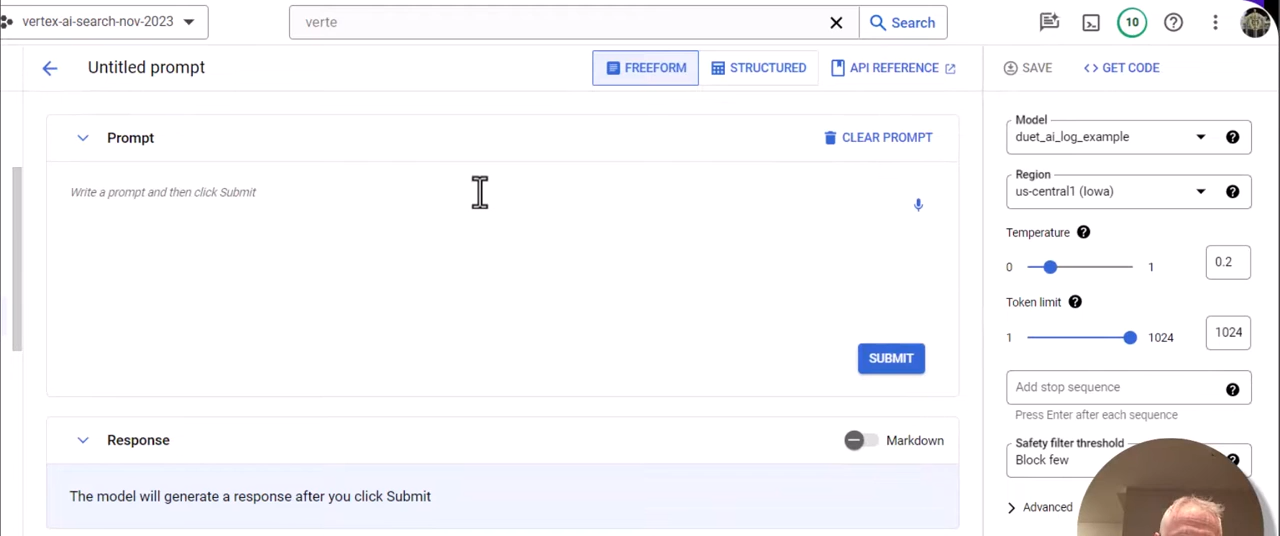 vertex-ai-search-nov-2023
verte
Search
10
Untitled prompt
FREEFORM
STRUCTURED
API REFERENCE
SAVE
GET CODE
Prompt
CLEAR PROMPT
Write a prompt and then click Submit
SUBMIT
Response
Markdown
The model will generate a response after you click Submit
Model
duet_ai_log_example
Region
us-central1 (Iowa)
Temperature
0
1
0.2
Token limit
1
1024
1024
Add stop sequence
Press Enter after each sequence
Safety filter threshold
Block few
Advanced